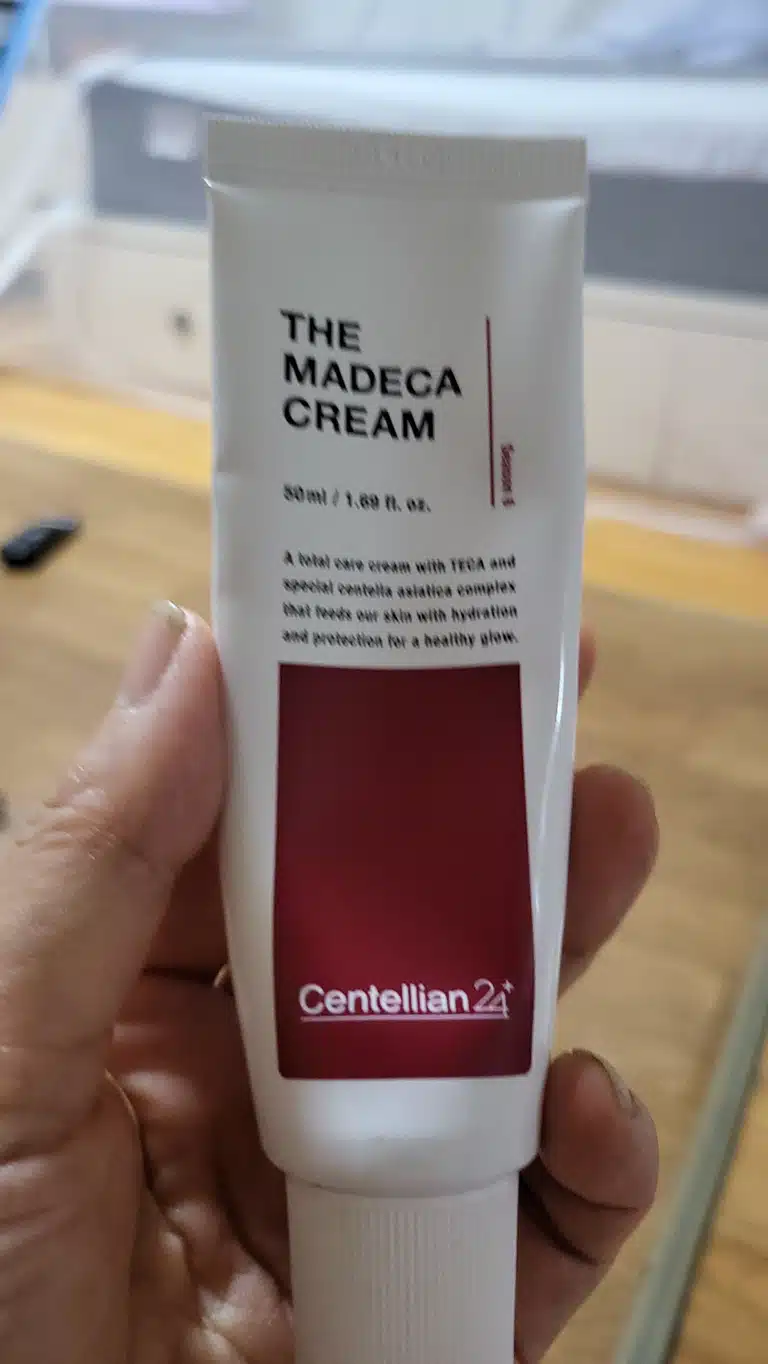 THE
MADECA
CREAM
Season 6
50ml / 1.69 fl. oz.
A total care cream with TECA and
special centella asiatica complex
that feeds our skin with hydration
and protection for a healthy glow.
Centellian24+